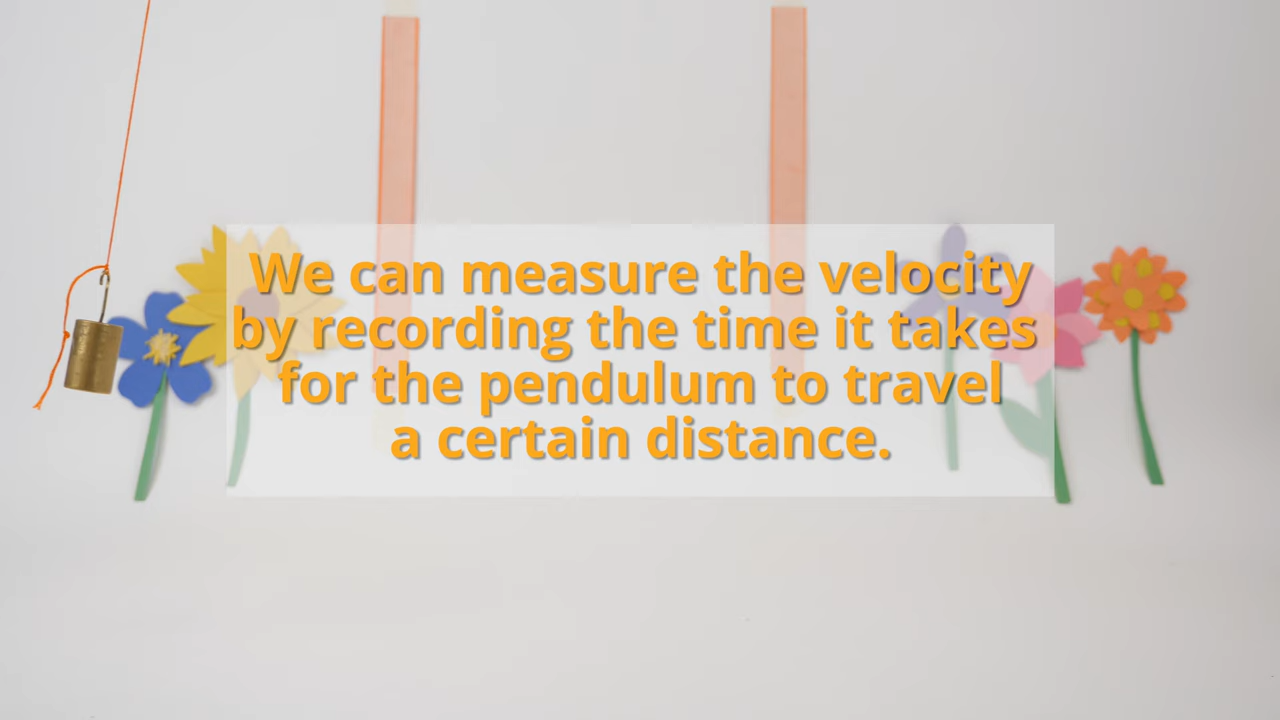 We can measure the velocity
by recording the time it takes
for the pendulum to travel
a certain distance.